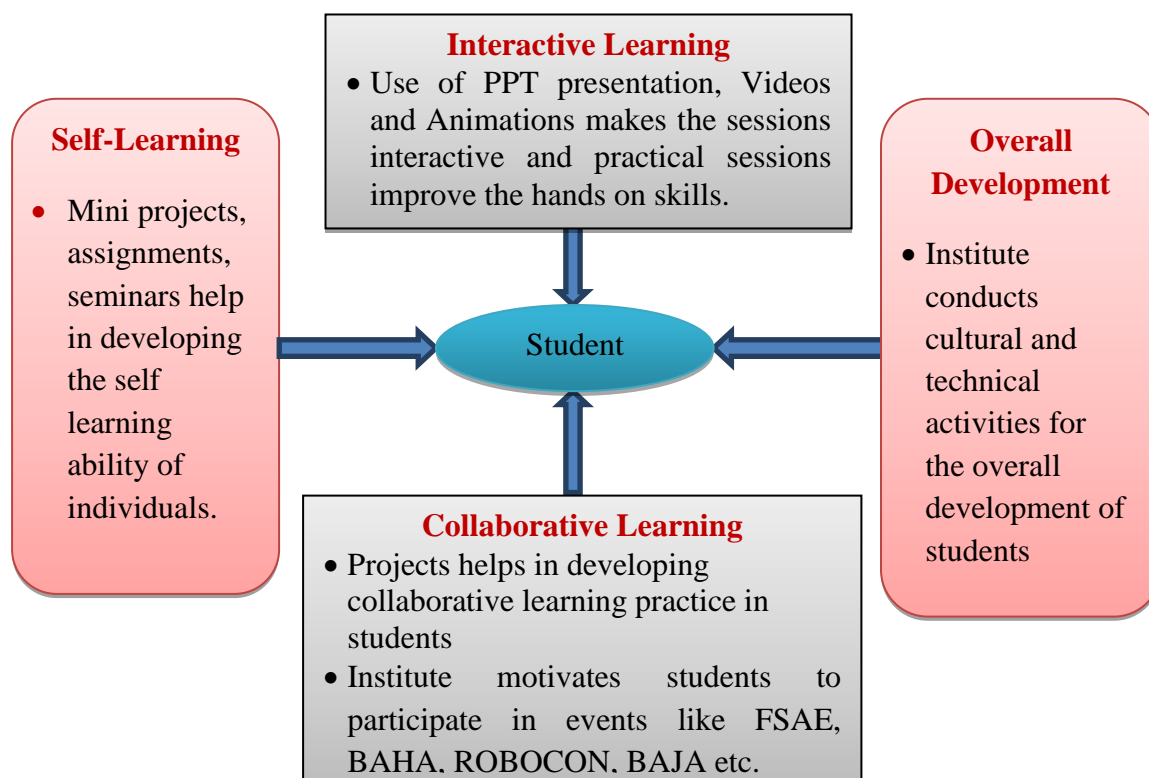 Interactive Learning
• Use of PPT presentation, Videos
and Animations makes the sessions
interactive and practical sessions
improve the hands on skills.
Self-Learning
• Mini projects,
assignments,
seminars help
in developing
the self
learning
ability of
individuals.
Student
Overall
Development
• Institute
conducts
cultural and
technical
activities for
the overall
development of
students
Collaborative Learning
• Projects helps in developing
collaborative learning practice in
students
• Institute motivates students to
participate in events like FSAE,
BAHA, ROBOCON, BAJA etc.